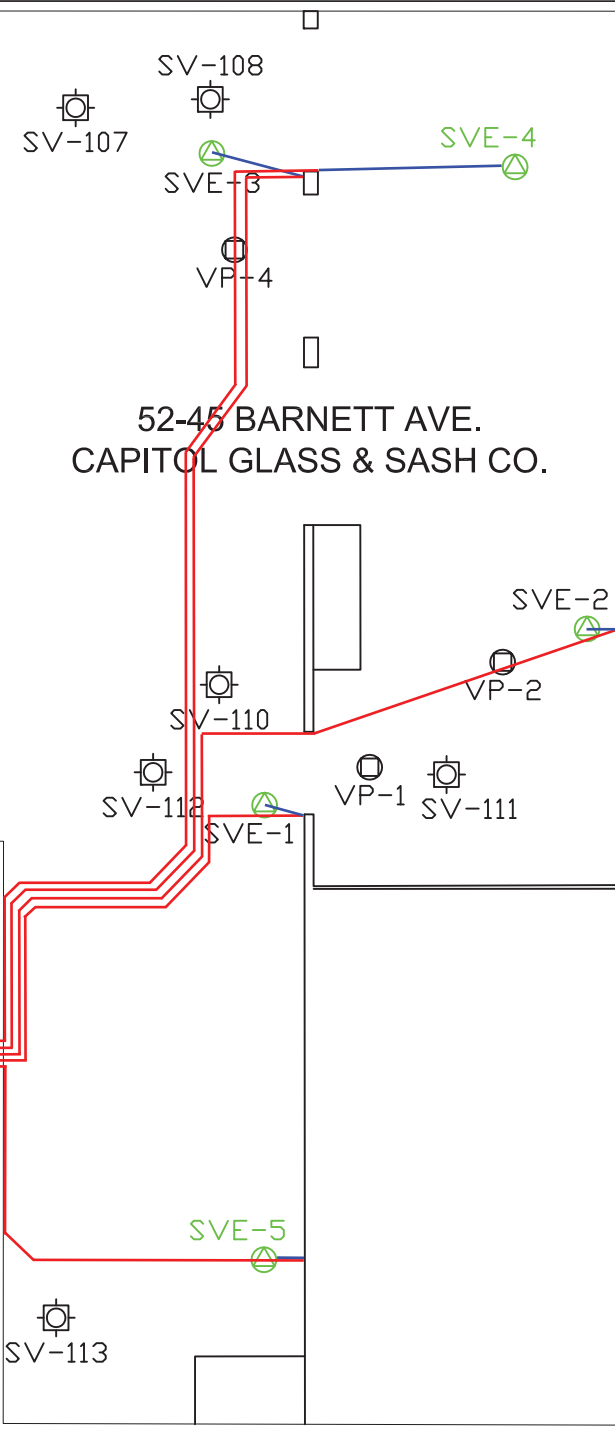 SV-108
SV-107
SVE-4
SVE-3
VP-4
52-45 BARNETT AVE.
CAPITOL GLASS & SASH CO.
SVE-2
VP-2
SV-110
SV-112
VP-1
SV-111
SVE-1
SVE-5
SV-113